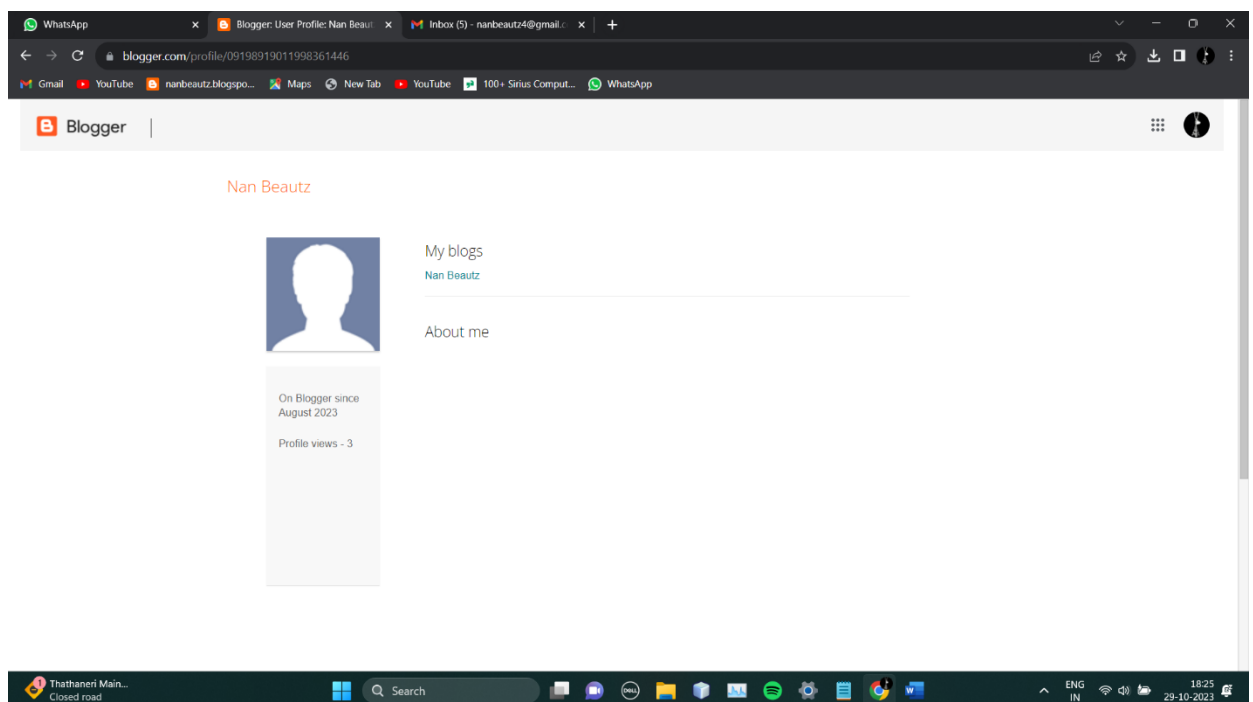 WhatsApp
Blogger: User Profile: Nan Beaut
Inbox (5) - nanbeautz4@gmail.c
blogger.com/profile/09198919011998361446
Gmail YouTube nanbeautz.blogspo... Maps New Tab YouTube 100+ Sirius Comput... WhatsApp
Blogger
Nan Beautz
My blogs
Nan Beautz
About me
On Blogger since
August 2023
Profile views - 3
Thathaneri Main...
Closed road
1
Search
DELL
ENG
IN
18:25
29-10-2023